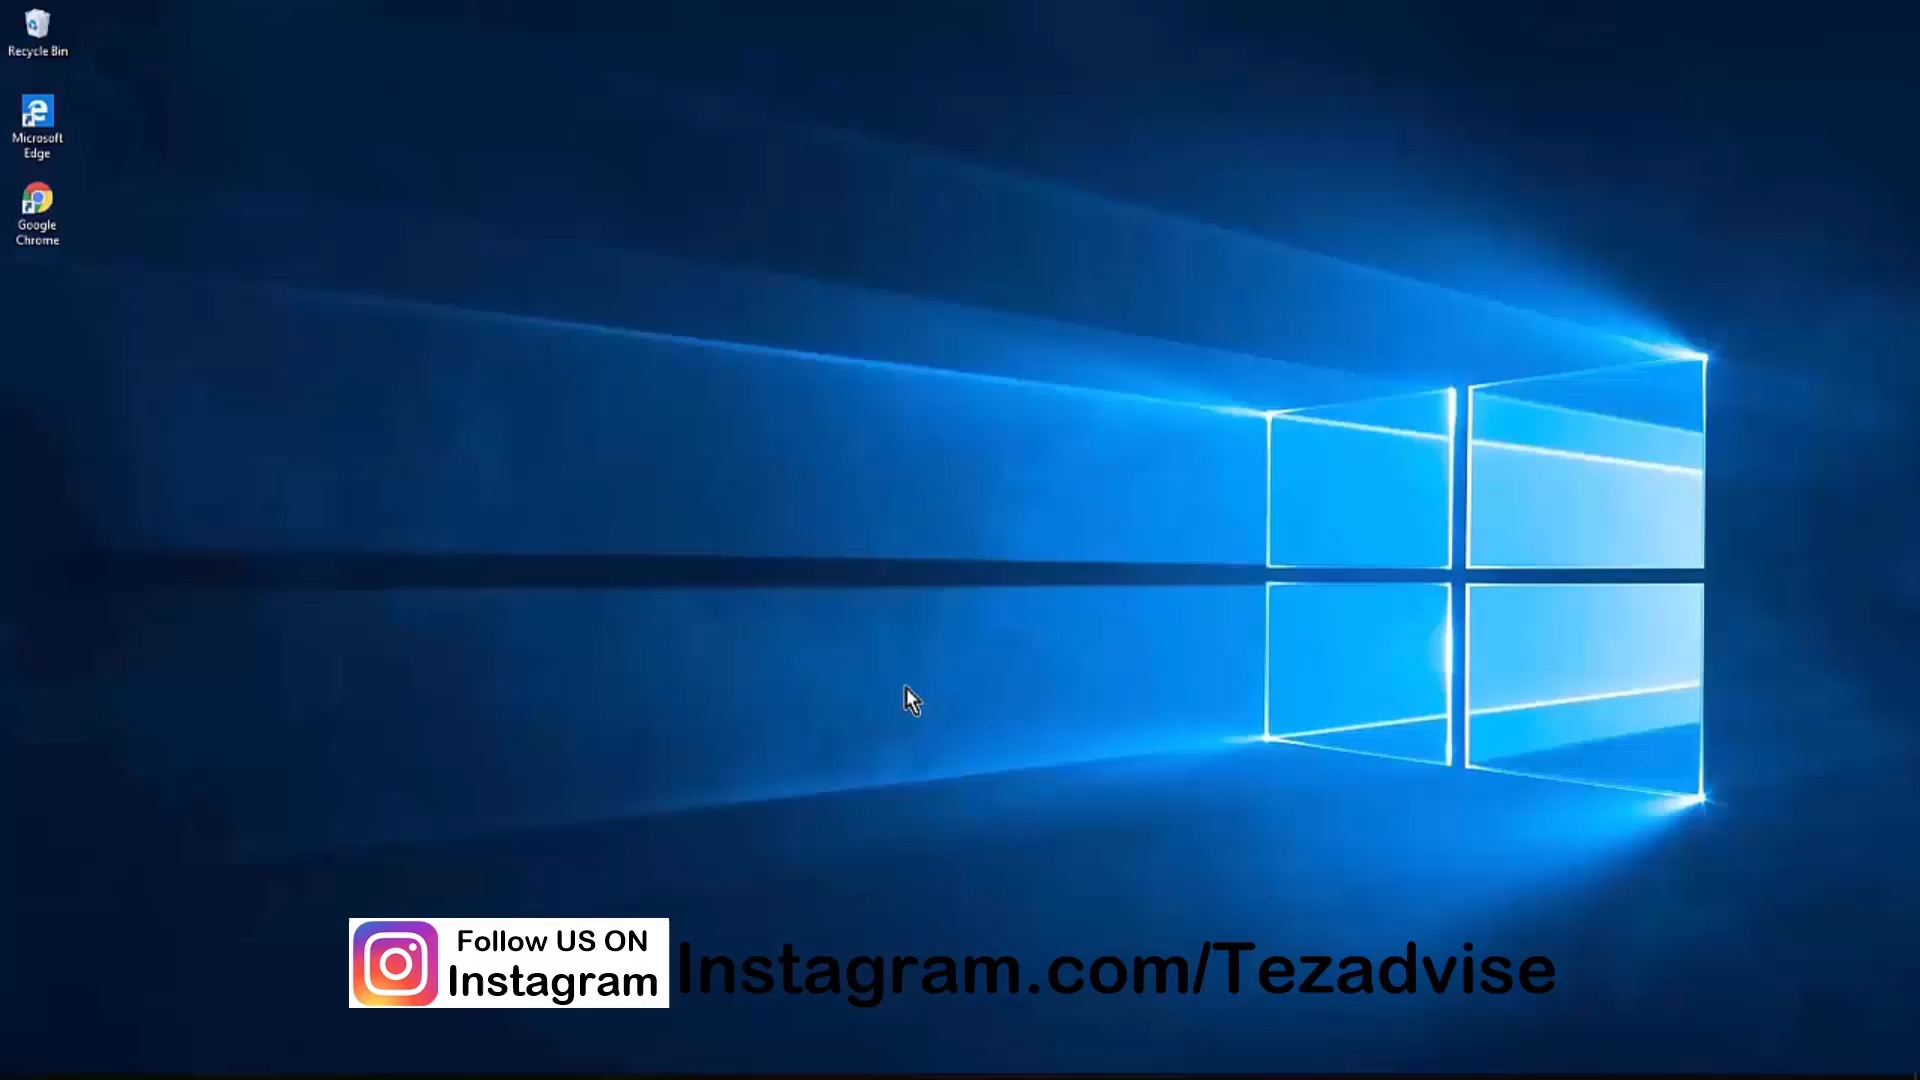 Recycle Bin
Microsoft
Edge
Google
Chrome
Follow US ON
Instagram
Instagram.com/Tezadvise